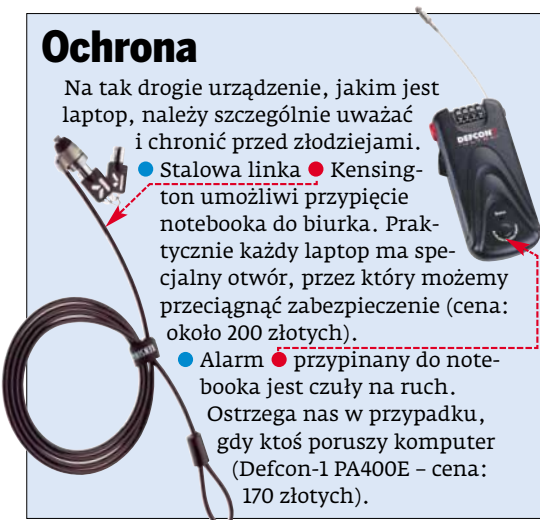 Ochrona
Na tak drogie urządzenie, jakim jest
laptop, należy szczególnie uważać
i chronić przed złodziejami.
● Stalowa linka ● Kensing-
ton umożliwi przypięcie
notebooka do biurka. Prak-
tycznie każdy laptop ma spe-
cjalny otwór, przez który możemy
przeciągnąć zabezpieczenie (cena:
około 200 złotych).
● Alarm ● przypinany do note-
booka jest czuły na ruch.
Ostrzega nas w przypadku,
gdy ktoś poruszy komputer
(Defcon-1 PA400E – cena:
170 złotych).
DEFCON